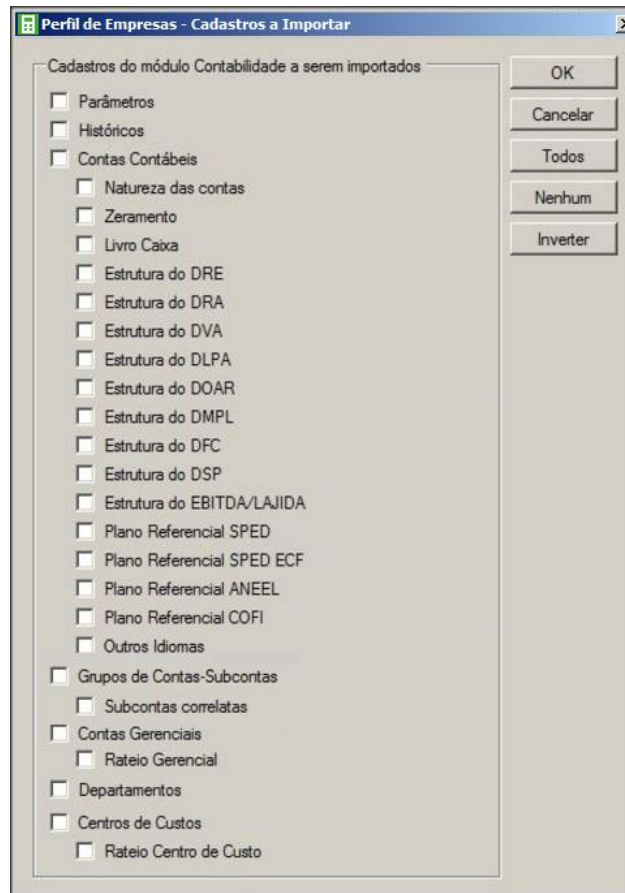 Perfil de Empresas - Cadastros a Importar
Cadastros do módulo Contabilidade a serem importados
OK
Cancelar
Todos
Nenhum
Inverter
Parâmetros
Históricos
Contas Contábeis
Natureza das contas
Zeramento
Livro Caixa
Estrutura do DRE
Estrutura do DRA
Estrutura do DVA
Estrutura do DLPA
Estrutura do DOAR
Estrutura do DMPL
Estrutura do DFC
Estrutura do DSP
Estrutura do EBITDA/LAJIDA
Plano Referencial SPED
Plano Referencial SPED ECF
Plano Referencial ANEEL
Plano Referencial COFI
Outros Idiomas
Grupos de Contas-Subcontas
Subcontas correlatas
Contas Gerenciais
Rateio Gerencial
Departamentos
Centros de Custos
Rateio Centro de Custo